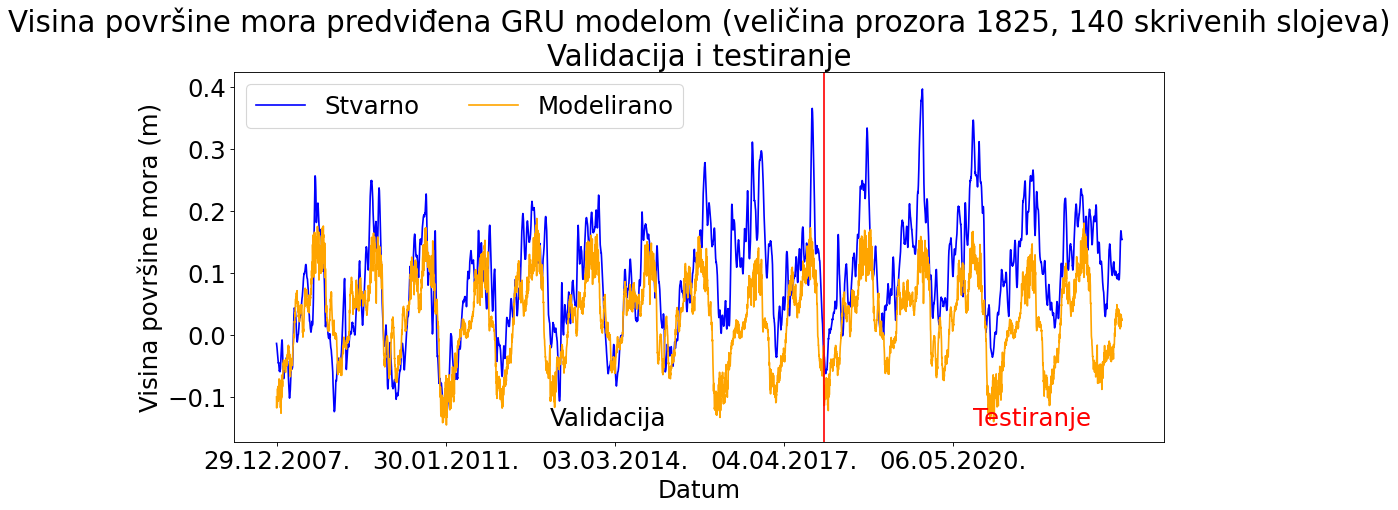 Visina površine mora predviđena GRU modelom (veličina prozora 1825, 140 skrivenih slojeva)
Validacija i testiranje
Stvarno
Modelirano
Visina površine mora (m)
0.4
0.3
0.2
0.1
0.0
−0.1
Validacija
Testiranje
29.12.2007.
30.01.2011.
03.03.2014.
04.04.2017.
06.05.2020.
Datum